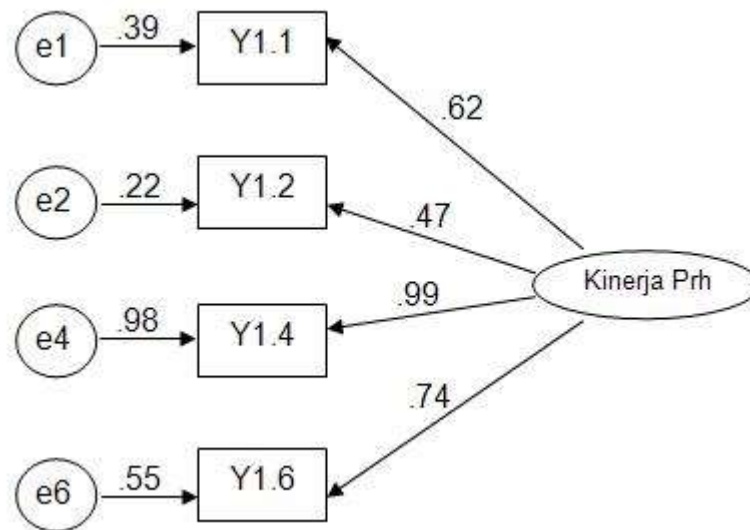 e1
.39
Y1.1
.62
e2
.22
Y1.2
.47
Kinerja Prh
e4
.98
Y1.4
.99
.74
e6
.55
Y1.6